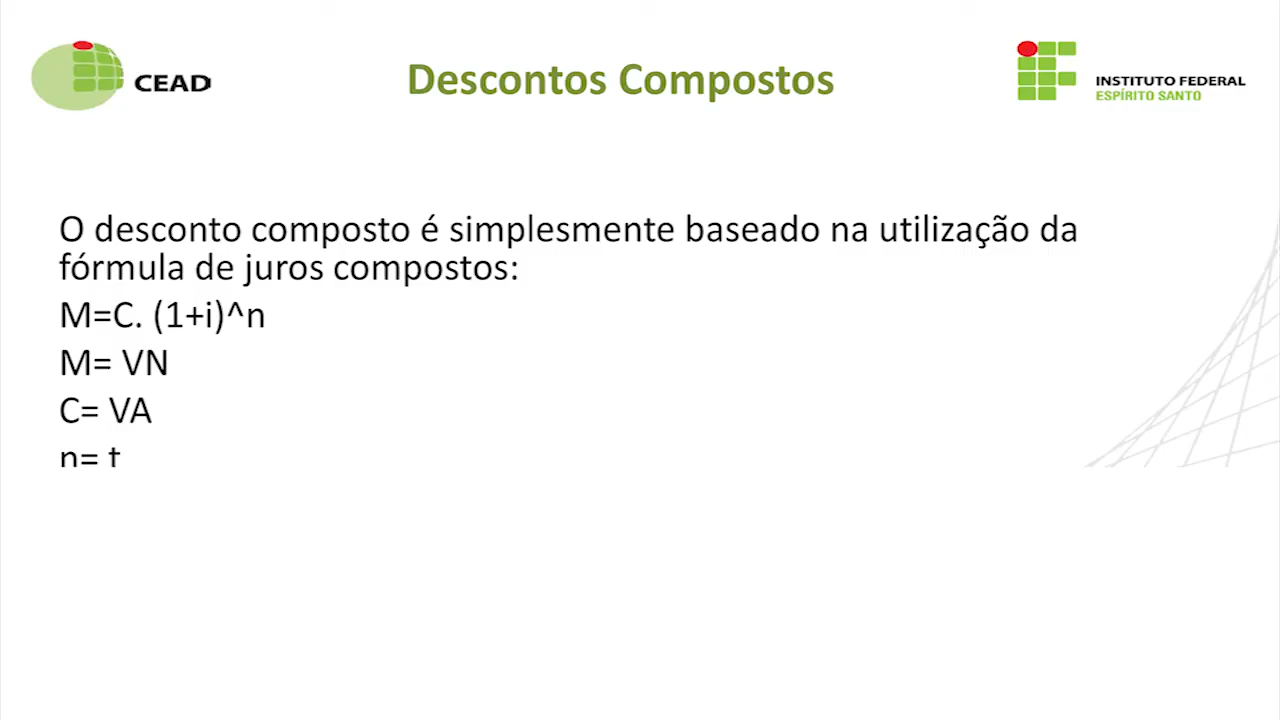 CEAD
Descontos Compostos
INSTITUTO FEDERAL
ESPÍRITO SANTO
O desconto composto é simplesmente baseado na utilização da
fórmula de juros compostos:
M=C. (1+i)^n
M= VN
C= VA
n= t